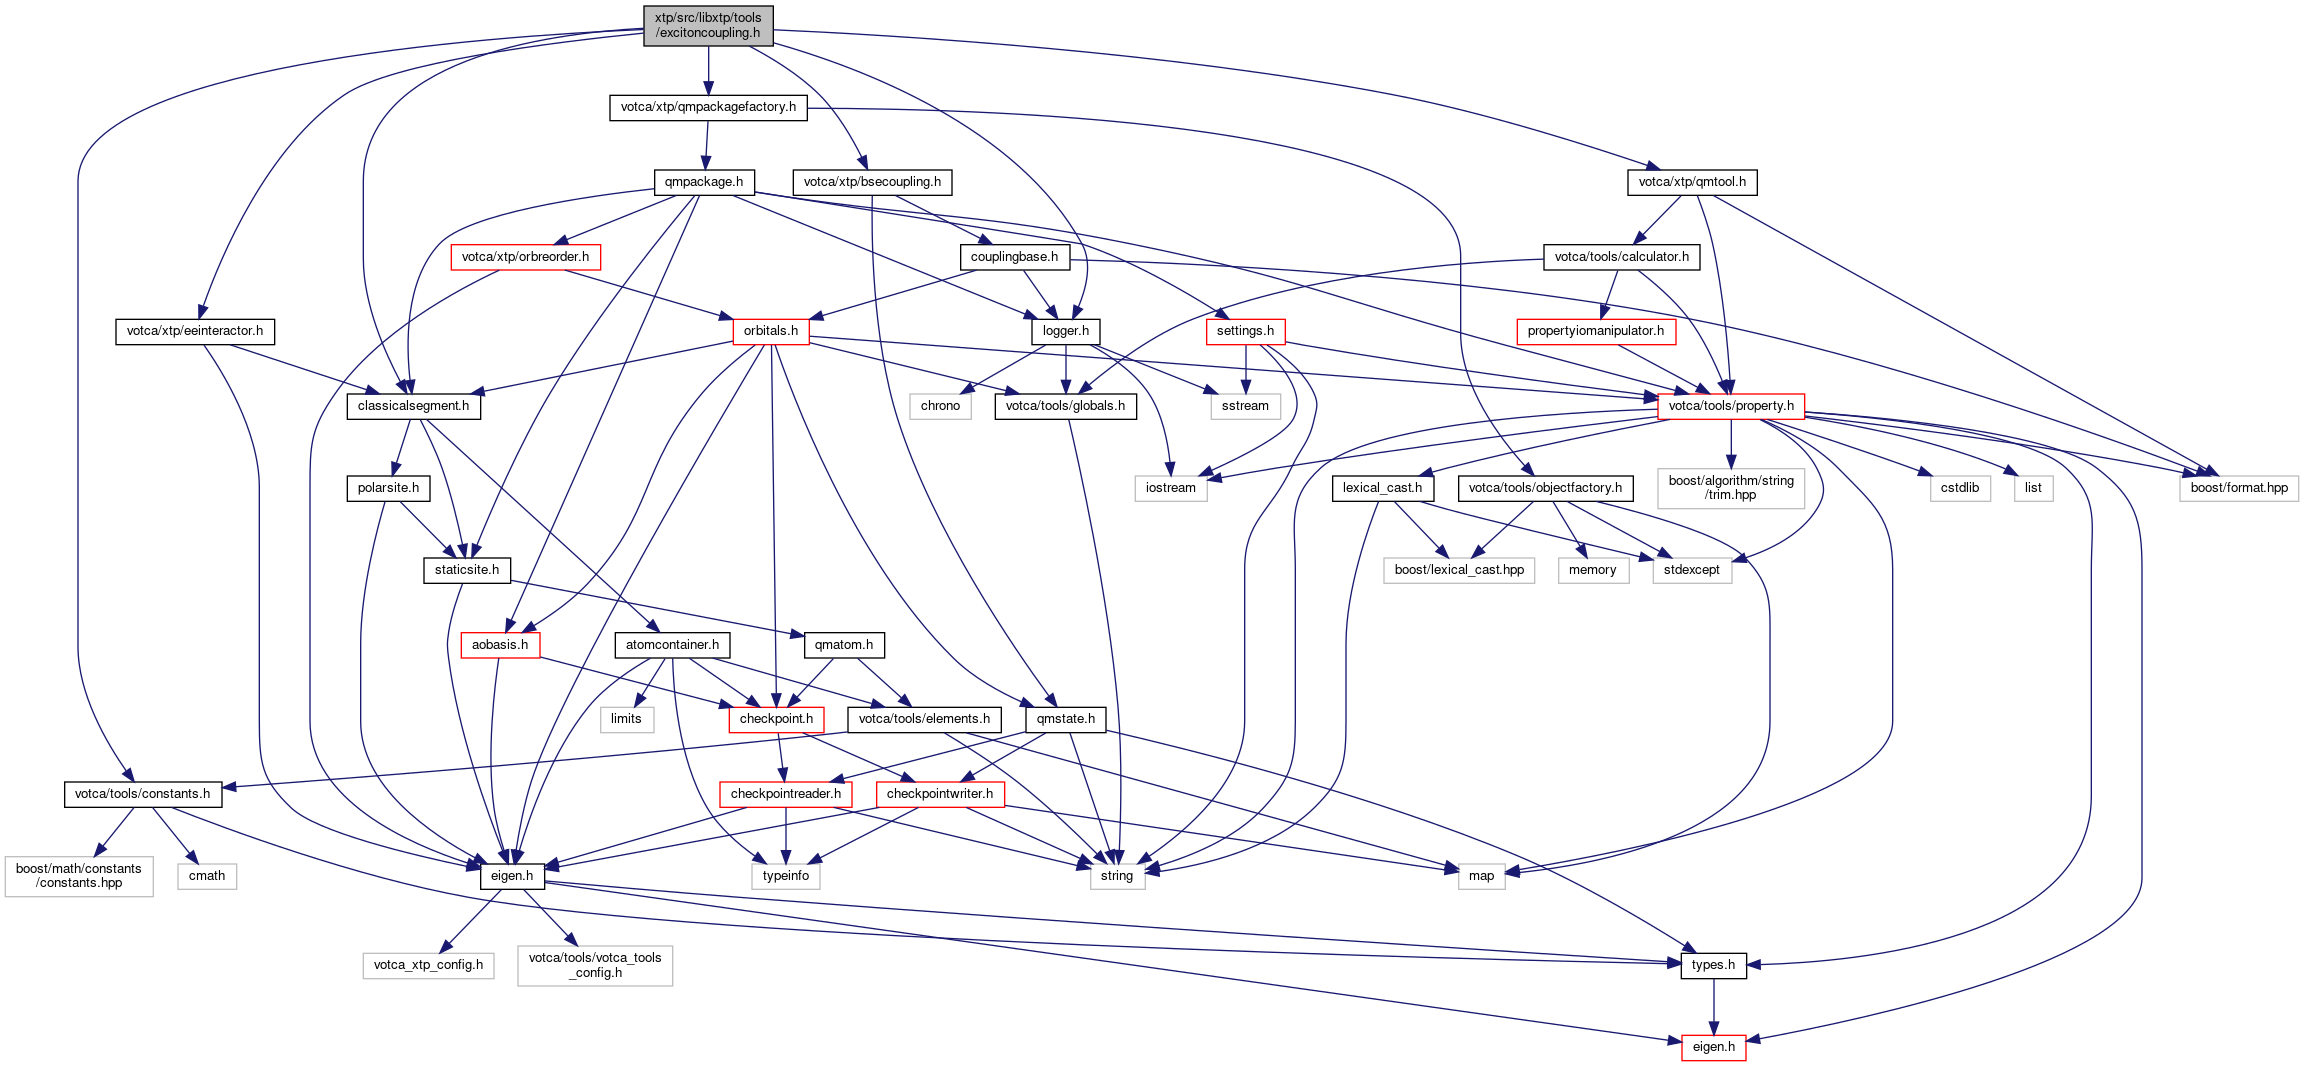 xtp/src/libxtp/tools
/excitoncoupling.h
votca/xtp/qmpackagefactory.h
qmpackage.h
votca/xtp/bsecoupling.h
votca/xtp/qmtool.h
votca/xtp/orbreorder.h
couplingbase.h
votca/tools/calculator.h
votca/xtp/eeinteractor.h
orbitals.h
logger.h
settings.h
propertyiomanipulator.h
classicalsegment.h
chrono
votca/tools/globals.h
sstream
votca/tools/property.h
polarsite.h
iostream
lexical_cast.h
votca/tools/objectfactory.h
boost/algorithm/string
/trim.hpp
cstdlib
list
boost/format.hpp
staticsite.h
boost/lexical_cast.hpp
memory
stdexcept
aobasis.h
atomcontainer.h
qmatom.h
limits
checkpoint.h
votca/tools/elements.h
qmstate.h
votca/tools/constants.h
checkpointreader.h
checkpointwriter.h
boost/math/constants
/constants.hpp
cmath
eigen.h
typeinfo
string
map
votca_xtp_config.h
votca/tools/votca_tools
_config.h
types.h
eigen.h